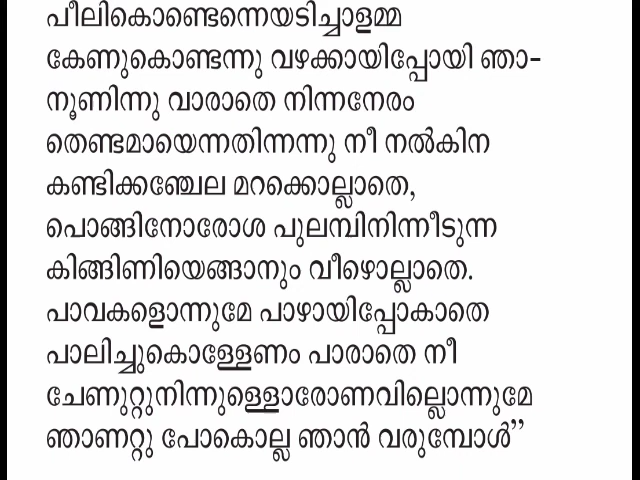 പീലികൊണ്ടെന്നെയടിച്ചാളമ്മ
കേണുകൊണ്ടന്നു വഴക്കായിപ്പോയി ഞാ-
നൂണിന്നു വാരാതെ നിന്നനേരം
തെണ്ടമായെന്നതിന്നന്നു നീ നൽകിന
കണ്ടിക്കഞ്ചേല മറക്കൊല്ലാതെ,
പൊങ്ങിനോരോശ പുലമ്പിനിന്നീടുന്ന
കിങ്ങിണിയെങ്ങാനും വീഴൊല്ലാതെ.
പാവകളൊന്നുമേ പാഴായിപ്പോകാതെ
പാലിച്ചുകൊള്ളേണം പാരാതെ നീ
ചേണുറ്റുനിന്നുള്ളൊരോണവില്ലൊന്നുമേ
ഞാണറ്റു പോകൊല്ല ഞാൻ വരുമ്പോൾ”